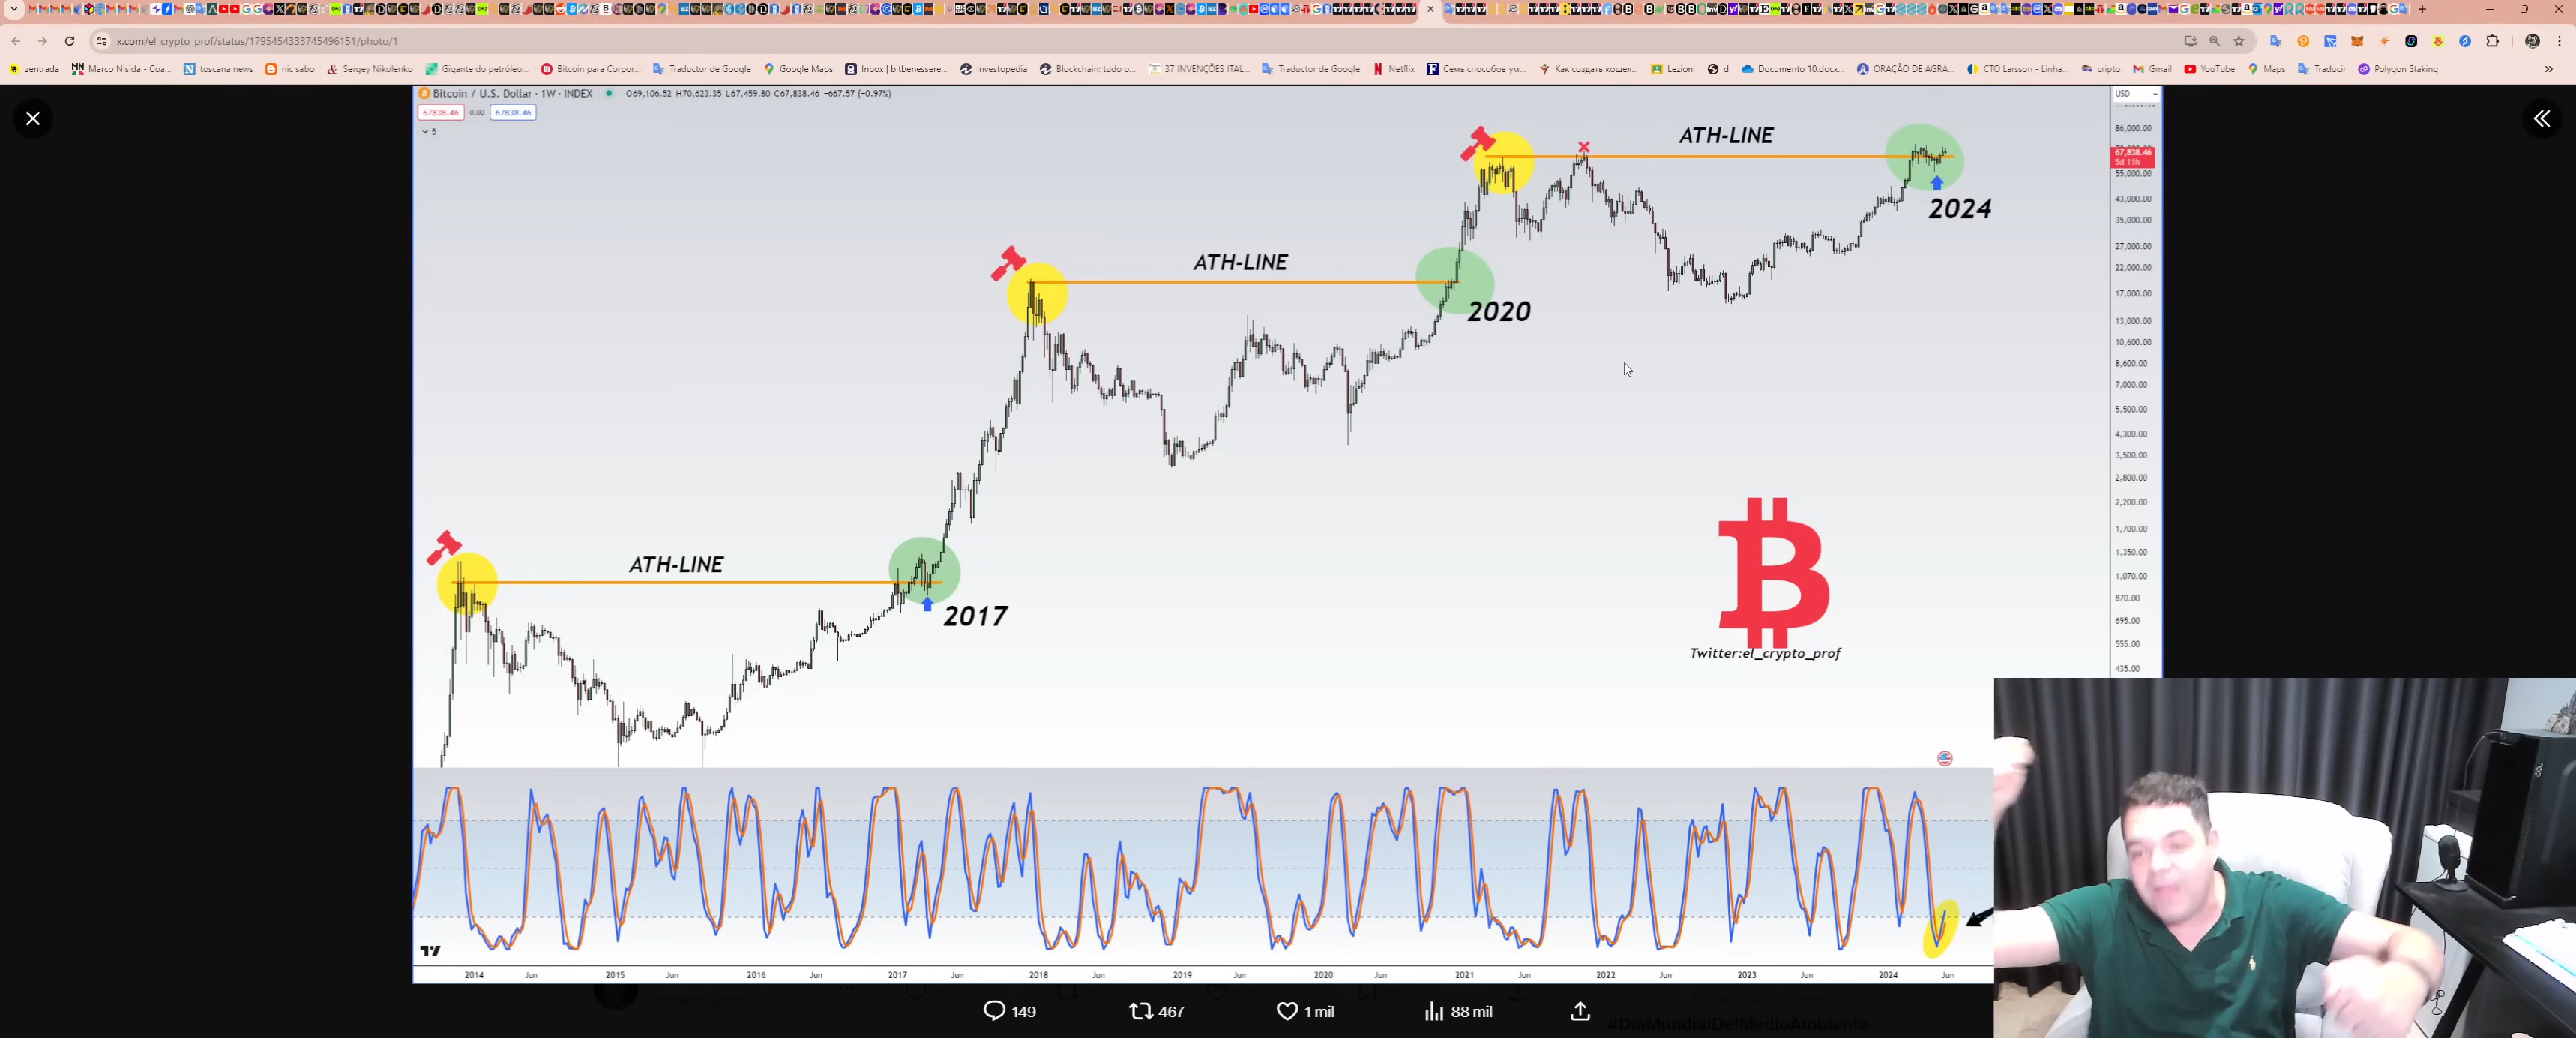 x.com/el_crypto_prof/status/1795454333745496151/photo/1
zentrada
Marco Nisida - Coa...
toscana news
nic sabo
Sergey Nikolenko
Gigante do petróleo...
Bitcoin para Corpor...
Traductor de Google
Google Maps
Inbox | bitbenessere...
investopedia
Blockchain: tudo o...
37 INVENÇÕES ITAL...
Traductor de Google
Netflix
Семь способов ум...
Как создать кошел...
Lezioni
d
Documento 10.docx...
ORAÇÃO DE AGRA...
CTO Larsson - Linha...
cripto
Gmail
YouTube
Maps
Traducir
Polygon Staking
Bitcoin / U.S. Dollar · 1W · INDEX
O69,106.52 H70,623.35 L67,459.80 C67,838.46 -667.57 (-0.97%)
USD
67838.46 0.00 67838.46
5
ATH-LINE
86,000.00
67,838.46
5d 11h
55,000.00
43,000.00
2024
35,000.00
27,000.00
ATH-LINE
22,000.00
17,000.00
2020
13,000.00
10,600.00
8,600.00
7,000.00
5,500.00
4,300.00
3,500.00
2,800.00
2,200.00
1,700.00
1,350.00
ATH-LINE
1,070.00
870.00
2017
695.00
555.00
Twitter:el_crypto_prof
435.00
2014 Jun 2015 Jun 2016 Jun 2017 Jun 2018 Jun 2019 Jun 2020 Jun 2021 Jun 2022 Jun 2023 Jun 2024 Jun
149
467
1 mil
88 mil
#DiaMundialDelMedioAmbiente